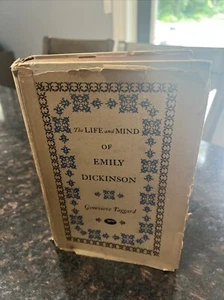 The LIFE and MIND
OF
EMILY
DICKINSON
Genevieve Taggard